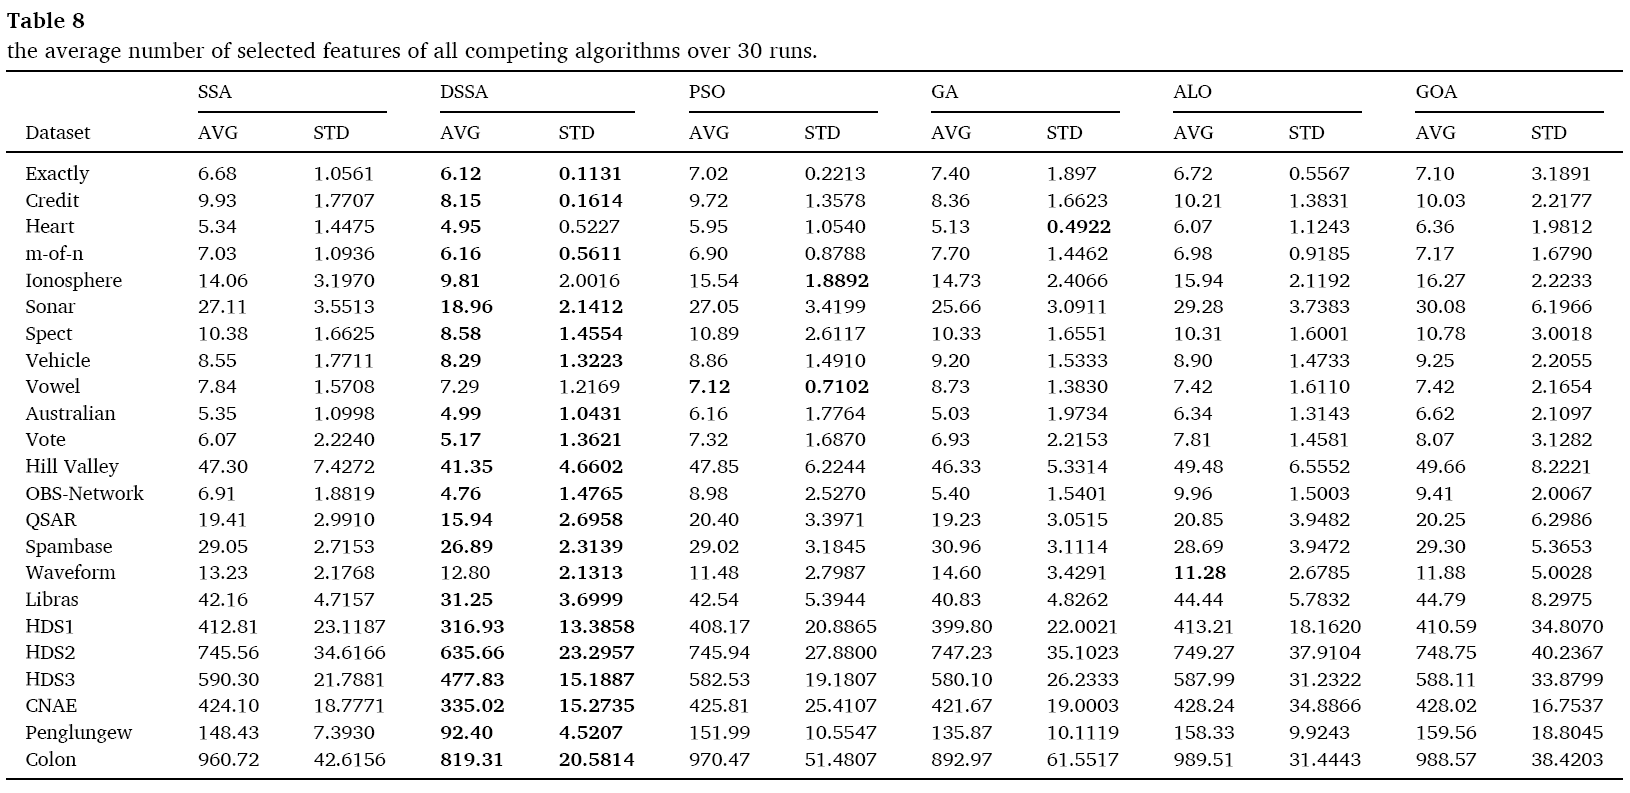 Table 8
the average number of selected features of all competing algorithms over 30 runs.
SSA DSSA PSO GA ALO GOA
Dataset AVG STD AVG STD AVG STD AVG STD AVG STD AVG STD
Exactly 6.68 1.0561 6.12 0.1131 7.02 0.2213 7.40 1.897 6.72 0.5567 7.10 3.1891
Credit 9.93 1.7707 8.15 0.1614 9.72 1.3578 8.36 1.6623 10.21 1.3831 10.03 2.2177
Heart 5.34 1.4475 4.95 0.5227 5.95 1.0540 5.13 0.4922 6.07 1.1243 6.36 1.9812
m-of-n 7.03 1.0936 6.16 0.5611 6.90 0.8788 7.70 1.4462 6.98 0.9185 7.17 1.6790
Ionosphere 14.06 3.1970 9.81 2.0016 15.54 1.8892 14.73 2.4066 15.94 2.1192 16.27 2.2233
Sonar 27.11 3.5513 18.96 2.1412 27.05 3.4199 25.66 3.0911 29.28 3.7383 30.08 6.1966
Spect 10.38 1.6625 8.58 1.4554 10.89 2.6117 10.33 1.6551 10.31 1.6001 10.78 3.0018
Vehicle 8.55 1.7711 8.29 1.3223 8.86 1.4910 9.20 1.5333 8.90 1.4733 9.25 2.2055
Vowel 7.84 1.5708 7.29 1.2169 7.12 0.7102 8.73 1.3830 7.42 1.6110 7.42 2.1654
Australian 5.35 1.0998 4.99 1.0431 6.16 1.7764 5.03 1.9734 6.34 1.3143 6.62 2.1097
Vote 6.07 2.2240 5.17 1.3621 7.32 1.6870 6.93 2.2153 7.81 1.4581 8.07 3.1282
Hill Valley 47.30 7.4272 41.35 4.6602 47.85 6.2244 46.33 5.3314 49.48 6.5552 49.66 8.2221
OBS-Network 6.91 1.8819 4.76 1.4765 8.98 2.5270 5.40 1.5401 9.96 1.5003 9.41 2.0067
QSAR 19.41 2.9910 15.94 2.6958 20.40 3.3971 19.23 3.0515 20.85 3.9482 20.25 6.2986
Spambase 29.05 2.7153 26.89 2.3139 29.02 3.1845 30.96 3.1114 28.69 3.9472 29.30 5.3653
Waveform 13.23 2.1768 12.80 2.1313 11.48 2.7987 14.60 3.4291 11.28 2.6785 11.88 5.0028
Libras 42.16 4.7157 31.25 3.6999 42.54 5.3944 40.83 4.8262 44.44 5.7832 44.79 8.2975
HDS1 412.81 23.1187 316.93 13.3858 408.17 20.8865 399.80 22.0021 413.21 18.1620 410.59 34.8070
HDS2 745.56 34.6166 635.66 23.2957 745.94 27.8800 747.23 35.1023 749.27 37.9104 748.75 40.2367
HDS3 590.30 21.7881 477.83 15.1887 582.53 19.1807 580.10 26.2333 587.99 31.2322 588.11 33.8799
CNAE 424.10 18.7771 335.02 15.2735 425.81 25.4107 421.67 19.0003 428.24 34.8866 428.02 16.7537
Penglungew 148.43 7.3930 92.40 4.5207 151.99 10.5547 135.87 10.1119 158.33 9.9243 159.56 18.8045
Colon 960.72 42.6156 819.31 20.5814 970.47 51.4807 892.97 61.5517 989.51 31.4443 988.57 38.4203